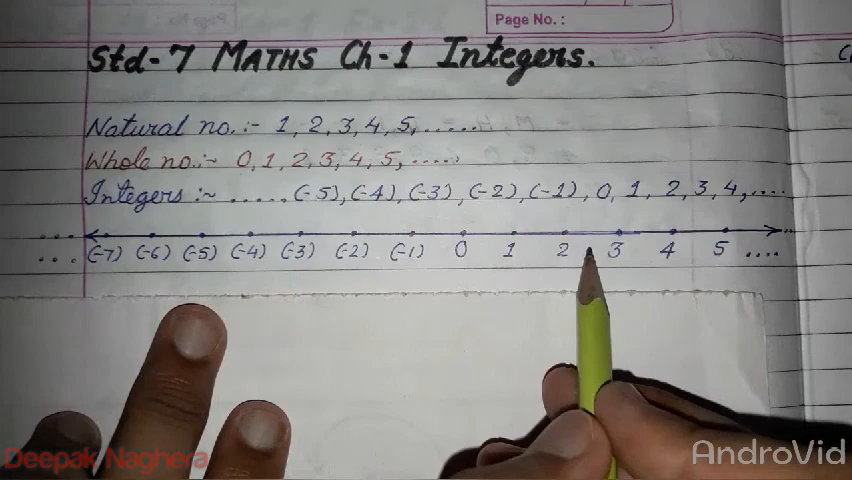 Page No. :
Std-7 MATHS Ch-1 Integers.
Natural no. :- 1, 2, 3, 4, 5, ......
Whole no. :~ 0, 1, 2, 3, 4, 5, .....
Integers :~ ..... (-5), (-4), (-3), (-2), (-1), 0, 1, 2, 3, 4, ....
... (-7) (-6) (-5) (-4) (-3) (-2) (-1) 0 1 2 3 4 5 ....
Deepak Naghera
AndroVid